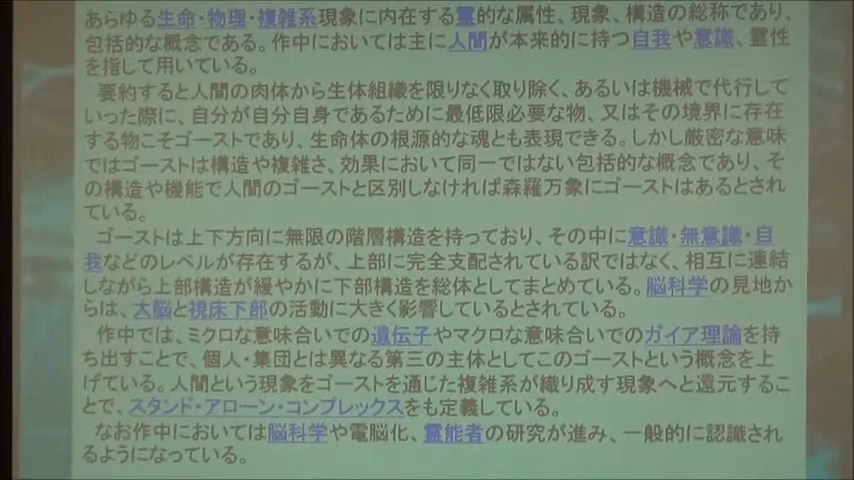 あらゆる生命・物理・複雑系現象に内在する霊的な属性、現象、構造の総称であり、
包括的な概念である。作中においては主に人間が本来的に持つ自我や意識、霊性
を指して用いている。
要約すると人間の肉体から生体組織を限りなく取り除く、あるいは機械で代行して
いった際に、自分が自分自身であるために最低限必要な物、又はその境界に存在
する物こそゴーストであり、生命体の根源的な魂とも表現できる。しかし厳密な意味
ではゴーストは構造や複雑さ、効果において同一ではない包括的な概念であり、そ
の構造や機能で人間のゴーストと区別しなければ森羅万象にゴーストはあるとされ
ている。
ゴーストは上下方向に無限の階層構造を持っており、その中に意識・無意識・自
我などのレベルが存在するが、上部に完全支配されている訳ではなく、相互に連結
しながら上部構造が緩やかに下部構造を総体としてまとめている。脳科学の見地か
らは、大脳と視床下部の活動に大きく影響しているとされている。
作中では、ミクロな意味合いでの遺伝子やマクロな意味合いでのガイア理論を持
ち出すことで、個人・集団とは異なる第三の主体としてこのゴーストという概念を上
げている。人間という現象をゴーストを通じた複雑系が織り成す現象へと還元するこ
とで、スタンド・アローン・コンプレックスをも定義している。
なお作中においては脳科学や電脳化、霊能者の研究が進み、一般的に認識され
るようになっている。